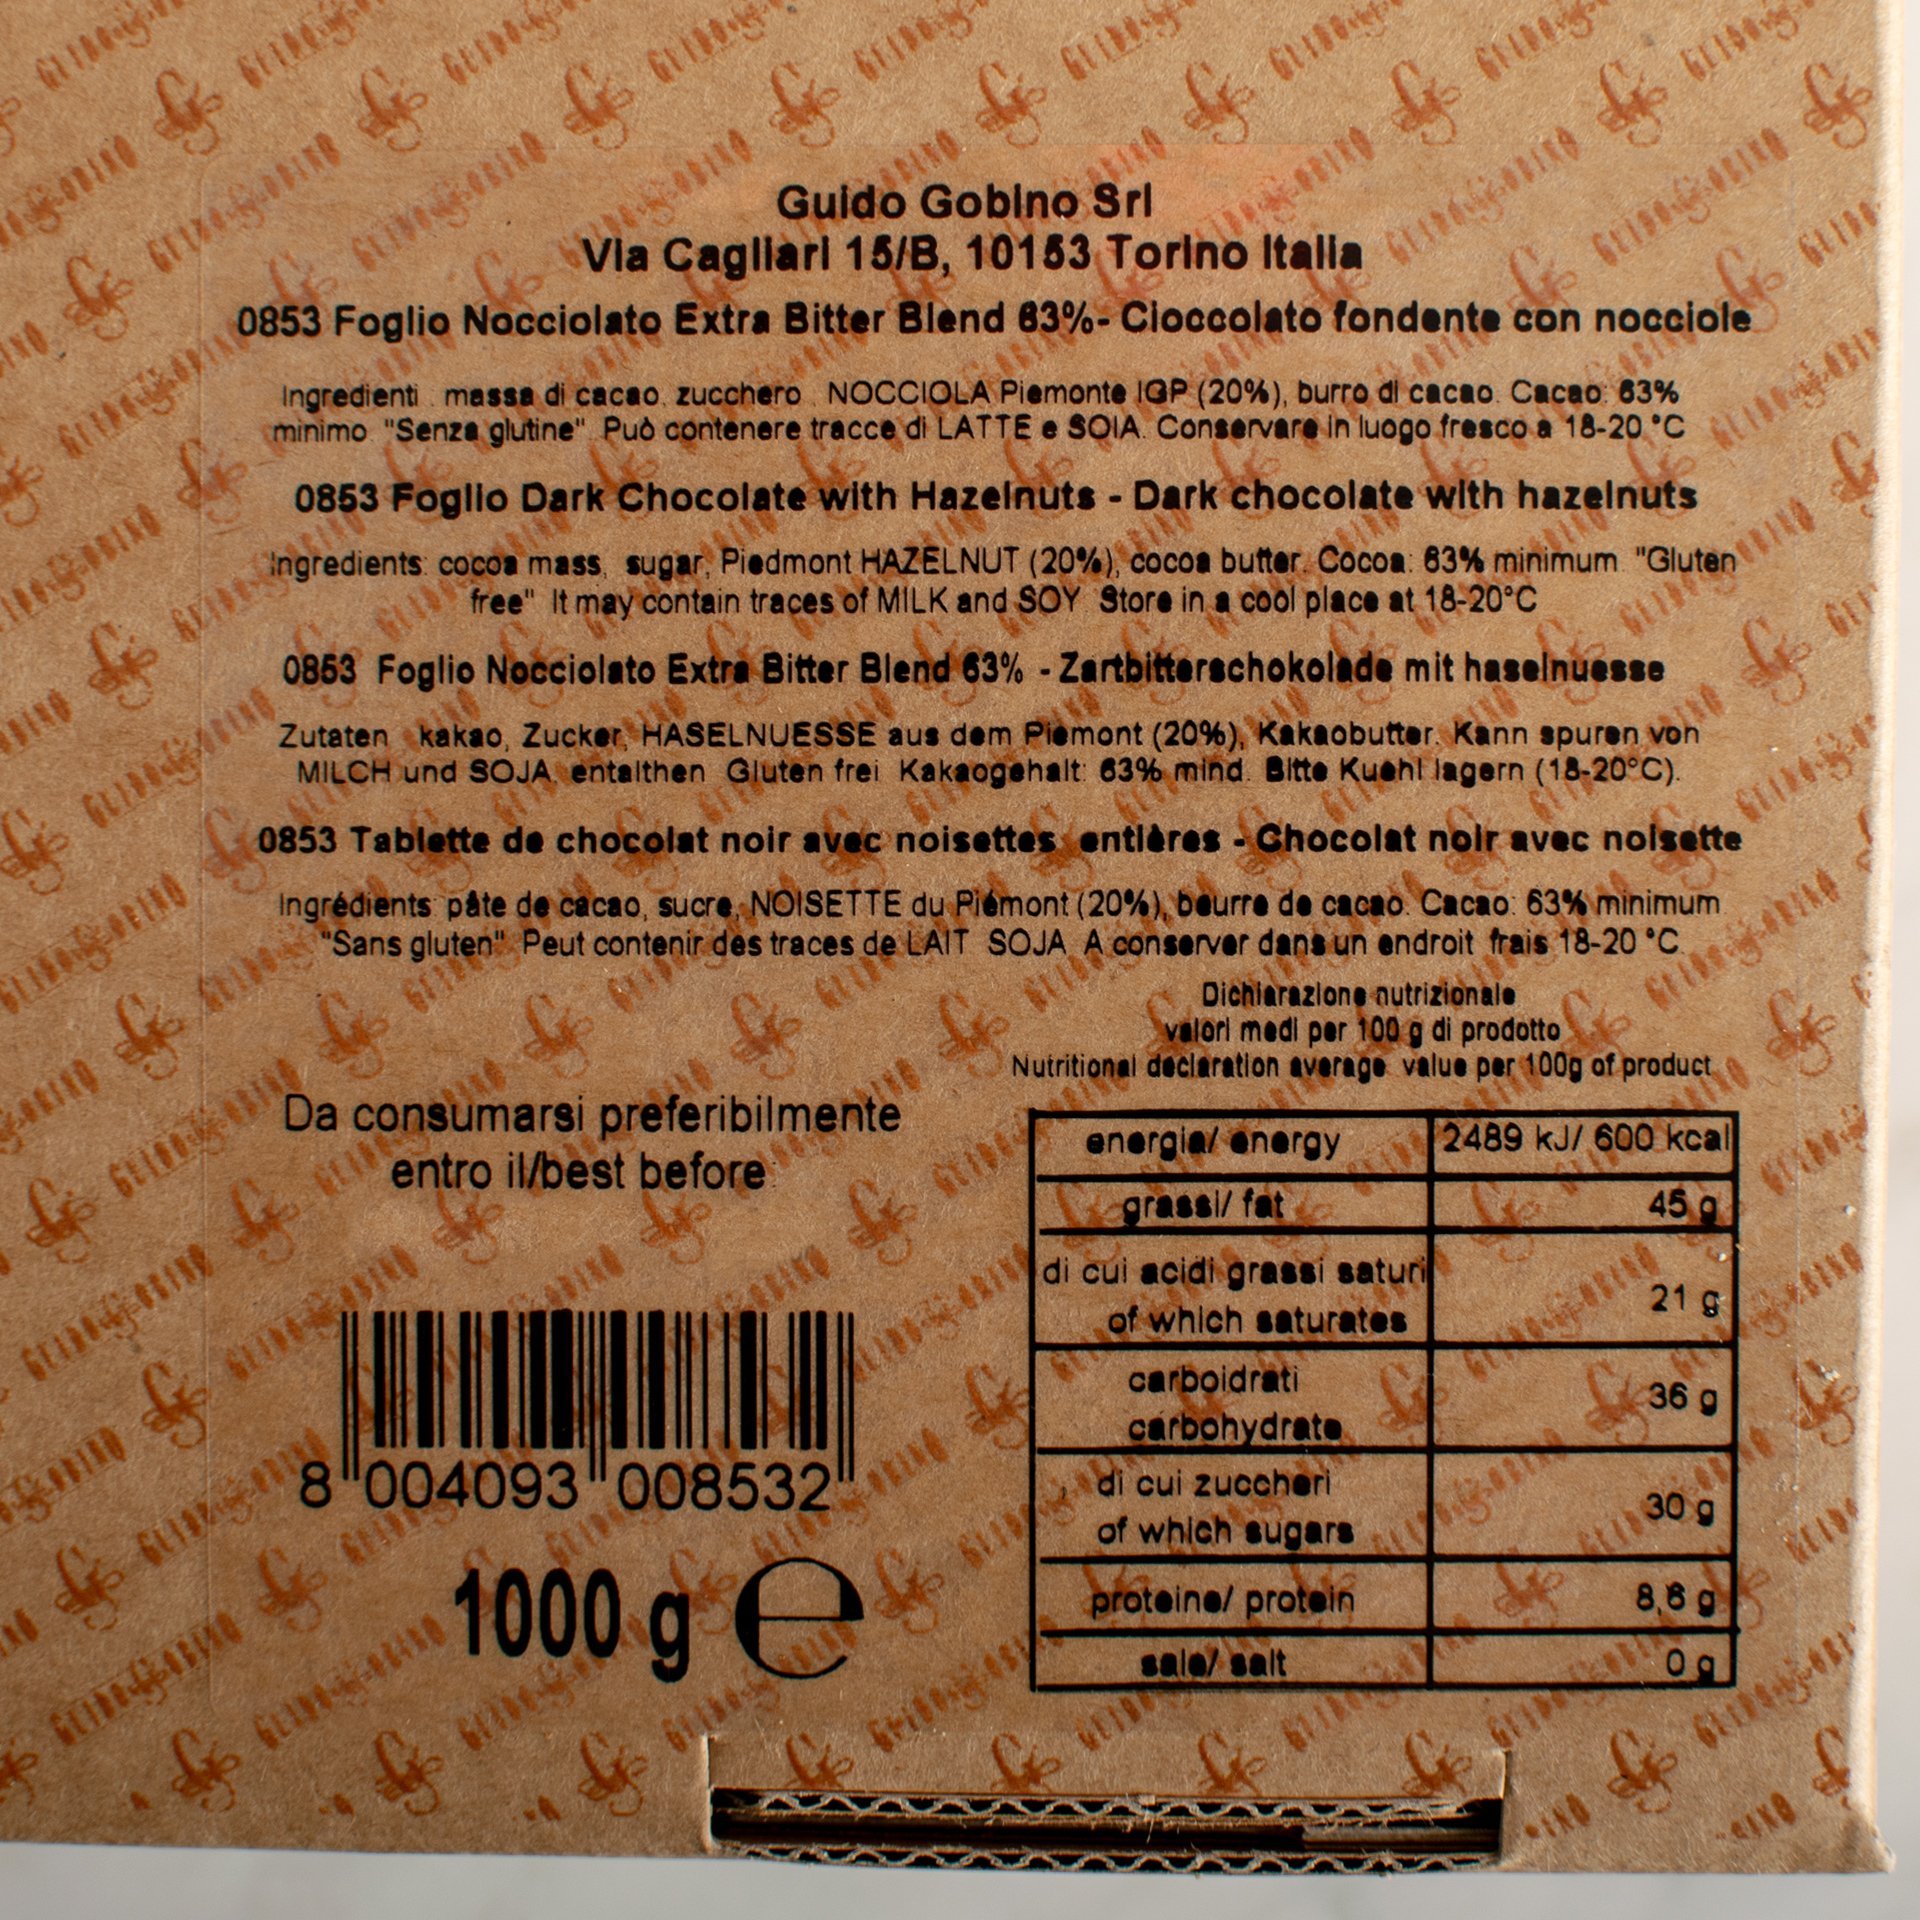 Guido Gobino Srl
Via Cagliari 15/B, 10153 Torino Italia
0853 Foglio Nocciolato Extra Bitter Blend 63%- Cioccolato fondente con nocciole
Ingredienti : massa di cacao, zucchero , NOCCIOLA Piemonte IGP (20%), burro di cacao. Cacao: 63%
minimo. "Senza glutine". Può contenere tracce di LATTE e SOIA. Conservare in luogo fresco a 18-20 °C
0853 Foglio Dark Chocolate with Hazelnuts - Dark chocolate with hazelnuts
Ingredients: cocoa mass, sugar, Piedmont HAZELNUT (20%), cocoa butter. Cocoa: 63% minimum. "Gluten
free" It may contain traces of MILK and SOY Store in a cool place at 18-20°C
0853 Foglio Nocciolato Extra Bitter Blend 63% - Zartbitterschokolade mit haselnuesse
Zutaten : kakao, Zucker, HASELNUESSE aus dem Piemont (20%), Kakaobutter. Kann spuren von
MILCH und SOJA. entalthen Gluten frei Kakaogehalt: 63% mind. Bitte Kuehl lagern (18-20°C).
0853 Tablette de chocolat noir avec noisettes entières - Chocolat noir avec noisette
Ingrédients: pâte de cacao, sucre, NOISETTE du Piémont (20%), beurre de cacao. Cacao: 63% minimum
"Sans gluten". Peut contenir des traces de LAIT SOJA A conserver dans un endroit frais 18-20 °C.
Dichiarazione nutrizionale
valori medi per 100 g di prodotto
Nutritional declaration average value per 100g of product
Da consumarsi preferibilmente
entro il/best before:
energia/ energy 2489 kJ/ 600 kcal
grassi/ fat 45 g
di cui acidi grassi saturi
of which saturates 21 g
carboidrati
carbohydrate 36 g
di cui zuccheri
of which sugars 30 g
proteine/ protein 8,6 g
sale/ salt 0 g
8 004093 008532
1000 g e